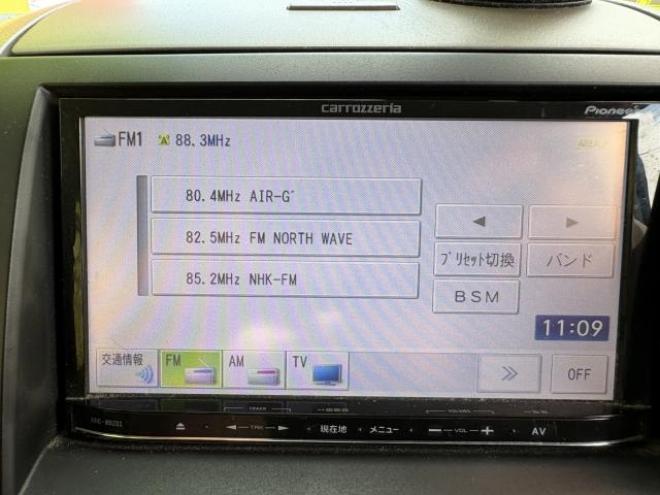 carrozzeria
Pioneer
FM1 88.3MHz
80.4MHz AIR-G'
82.5MHz FM NORTH WAVE
85.2MHz NHK-FM
◀ ▶
プリセット切換 バンド
BSM
11:09
交通情報 FM AM TV OFF
TRK 現在地 メニュー VOL AV